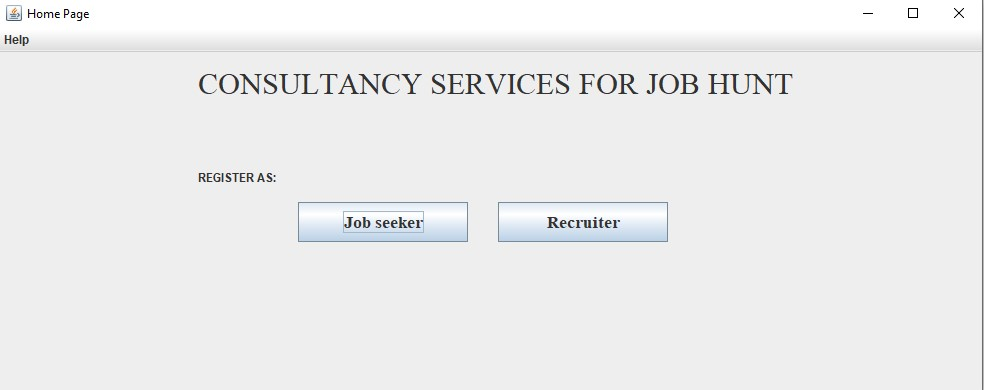 Home Page
Help
CONSULTANCY SERVICES FOR JOB HUNT
REGISTER AS:
Job seeker Recruiter